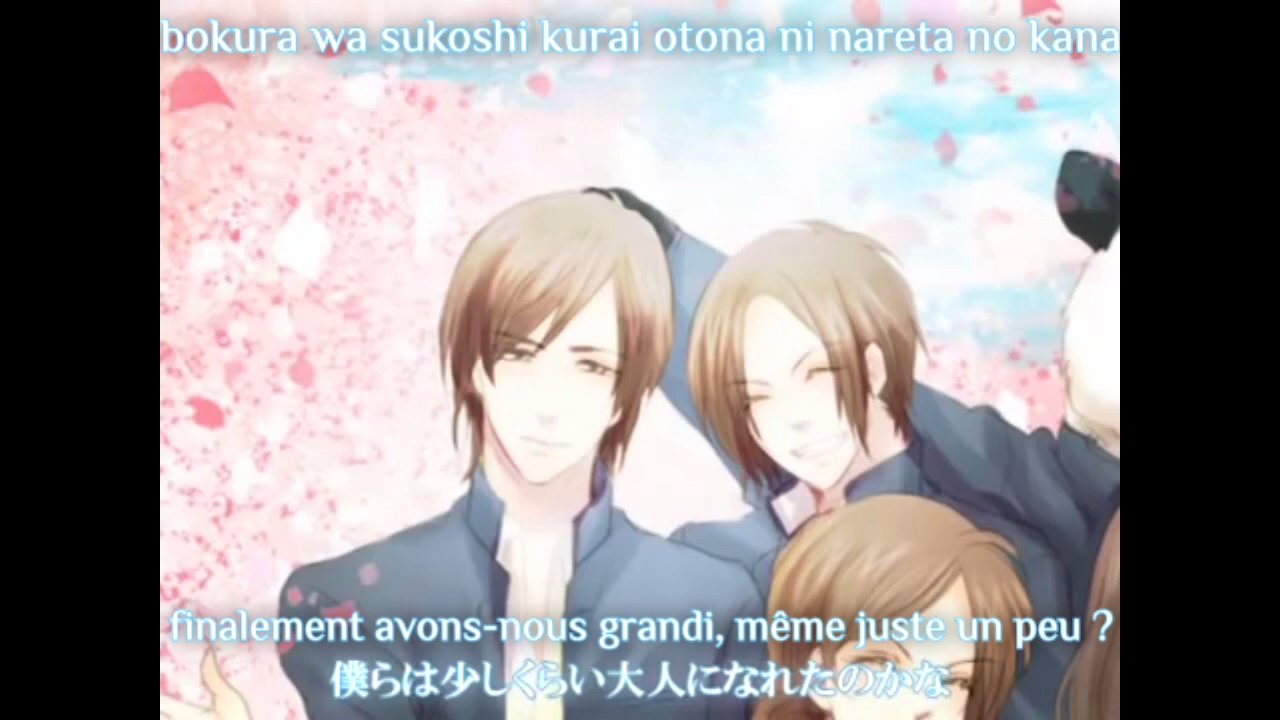 bokura wa sukoshi kurai otona ni nareta no kana
finalement avons-nous grandi, même juste un peu ?
僕らは少しくらい大人になれたのかな